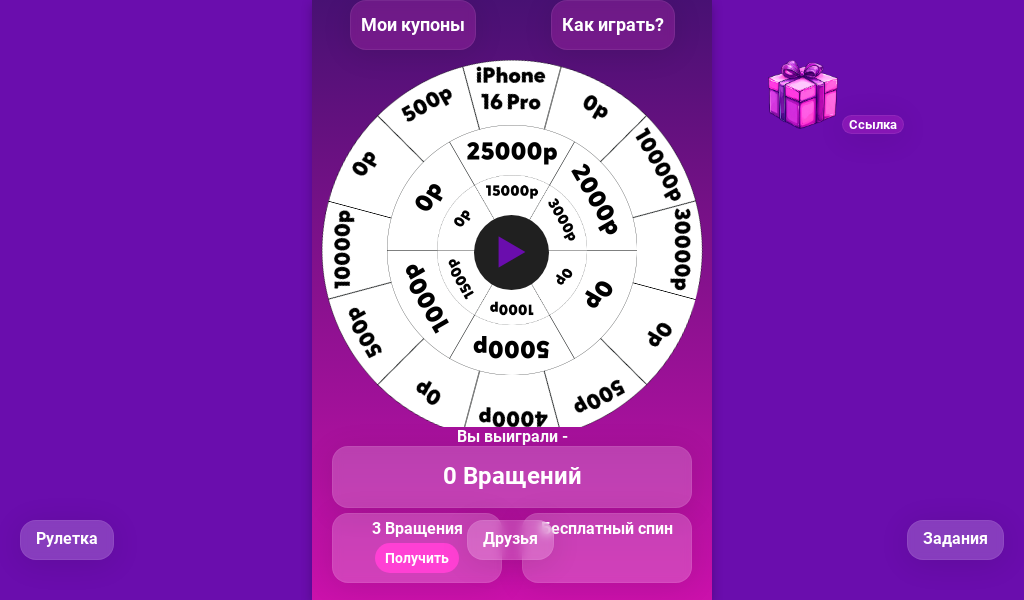 Мои купоны
Как играть?
iPhone
16 Pro
0р
10000р
30000р
0р
500р
4000р
0р
500р
10000р
0р
500р
25000р
2000р
0р
5000р
1000р
0р
15000р
3000р
0р
1000р
1500р
0р
Ссылка
Вы выиграли -
0 Вращений
3 Вращения
Получить
Бесплатный спин
Рулетка
Друзья
Задания